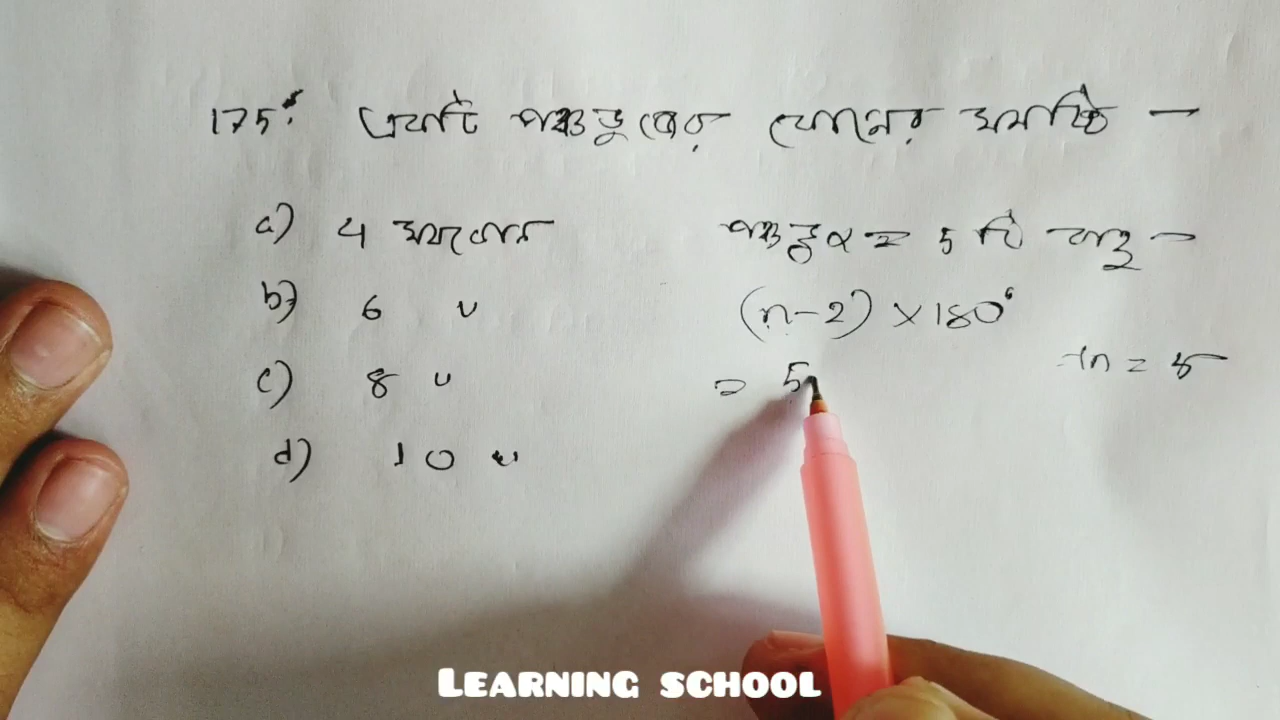 175. একটি পঞ্চভুজের কোনের সমষ্টি —
a) 4 সমকোন
b) 6 "
c) 8 "
d) 10 "
পঞ্চভুজ = 5 টি বাহু —
(n-2) × 180°
n = 5
= 5
LEARNING SCHOOL